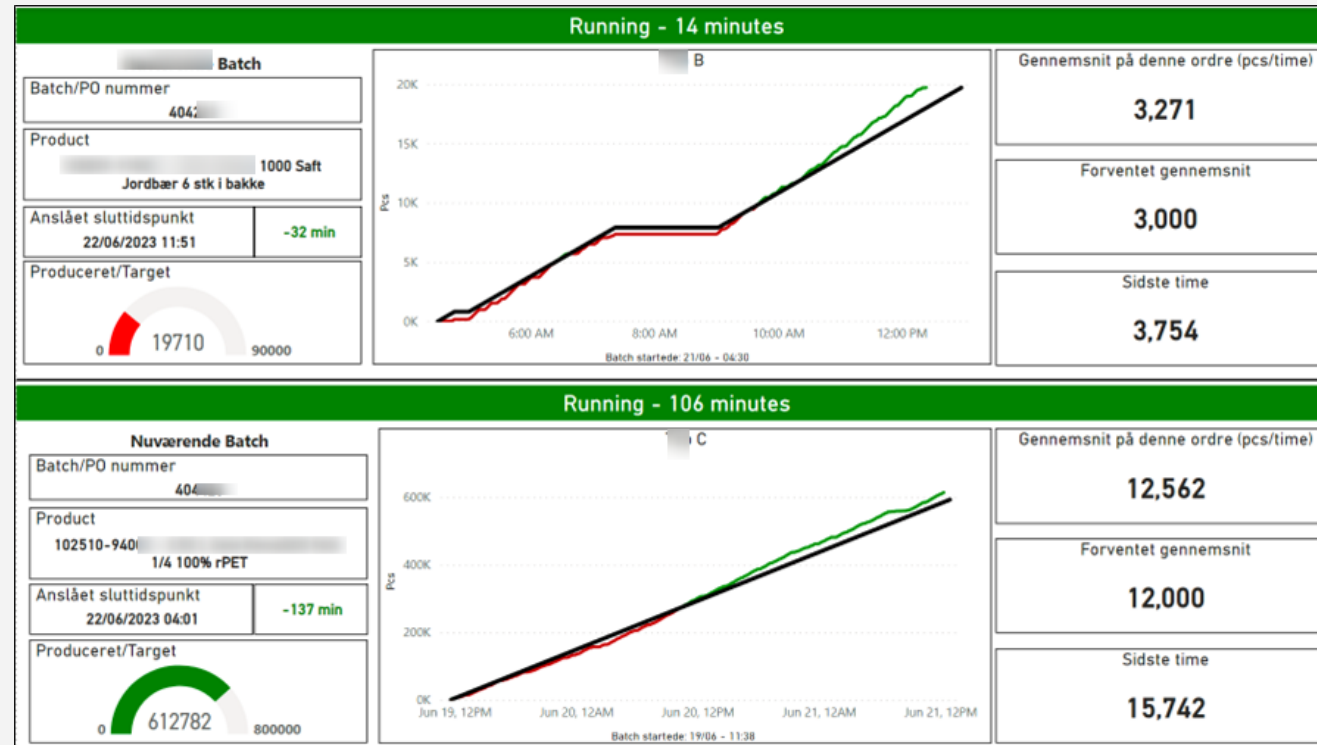 Running - 14 minutes
Batch
Batch/PO nummer
404
Product
1000 Saft
Jordbær 6 stk i bakke
Anslået sluttidspunkt
22/06/2023 11:51
-32 min
Produceret/Target
0
19710
90000
B
20K
15K
10K
5K
0K
Pcs
6:00 AM
8:00 AM
10:00 AM
12:00 PM
Batch startede: 21/06 - 04:30
Gennemsnit på denne ordre (pcs/time)
3,271
Forventet gennemsnit
3,000
Sidste time
3,754
Running - 106 minutes
Nuværende Batch
Batch/PO nummer
404
Product
102510-940
1/4 100% rPET
Anslået sluttidspunkt
22/06/2023 04:01
-137 min
Produceret/Target
0
612782
800000
C
600K
400K
200K
0K
Pcs
Jun 19, 12PM
Jun 20, 12AM
Jun 20, 12PM
Jun 21, 12AM
Jun 21, 12PM
Batch startede: 19/06 - 11:38
Gennemsnit på denne ordre (pcs/time)
12,562
Forventet gennemsnit
12,000
Sidste time
15,742